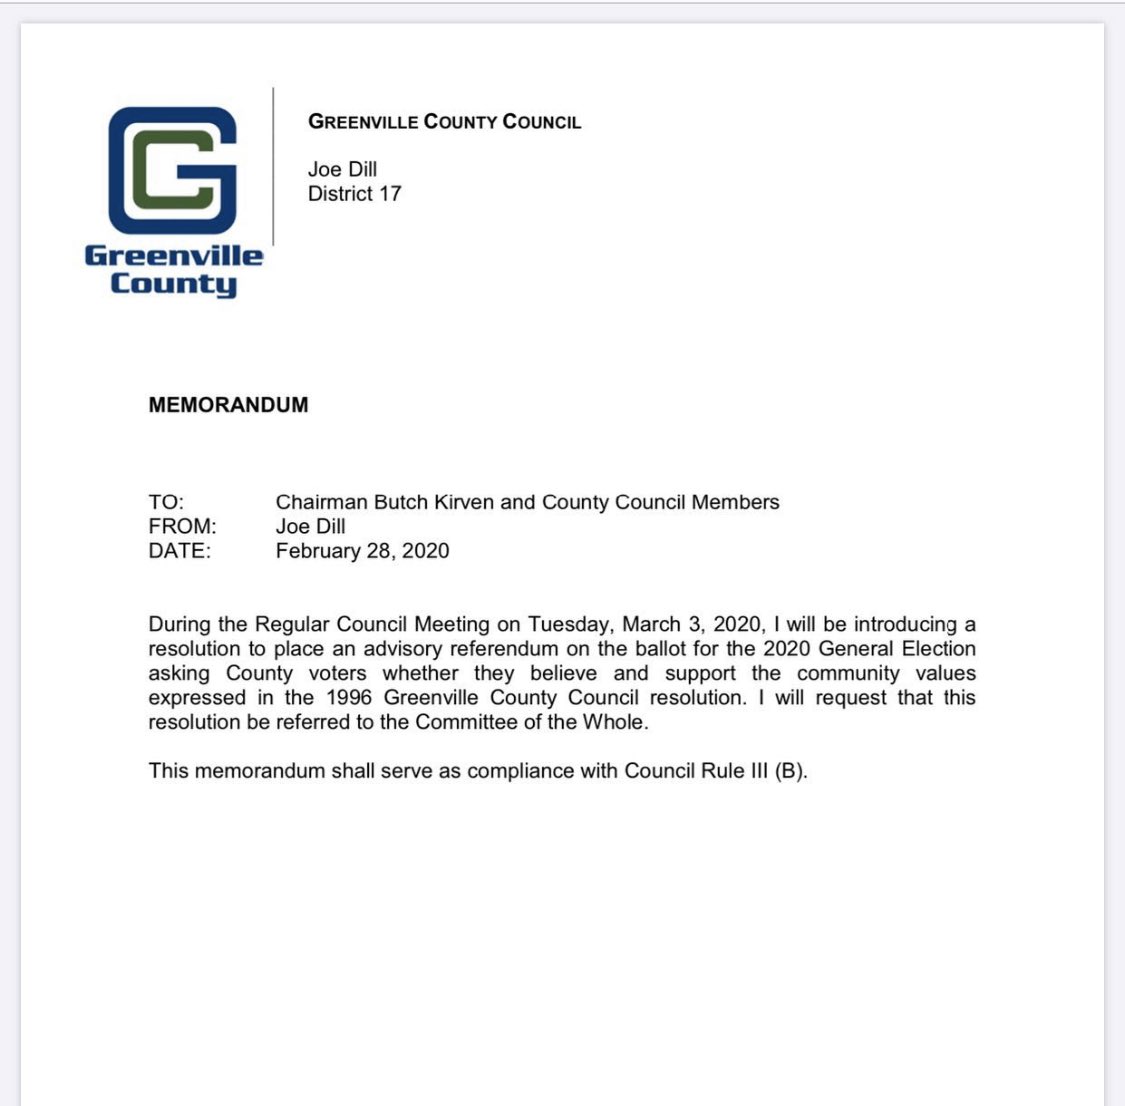 GREENVILLE COUNTY COUNCIL
Joe Dill
District 17
Greenville
County
MEMORANDUM
TO: Chairman Butch Kirven and County Council Members
FROM: Joe Dill
DATE: February 28, 2020
During the Regular Council Meeting on Tuesday, March 3, 2020, I will be introducing a
resolution to place an advisory referendum on the ballot for the 2020 General Election
asking County voters whether they believe and support the community values
expressed in the 1996 Greenville County Council resolution. I will request that this
resolution be referred to the Committee of the Whole.
This memorandum shall serve as compliance with Council Rule III (B).